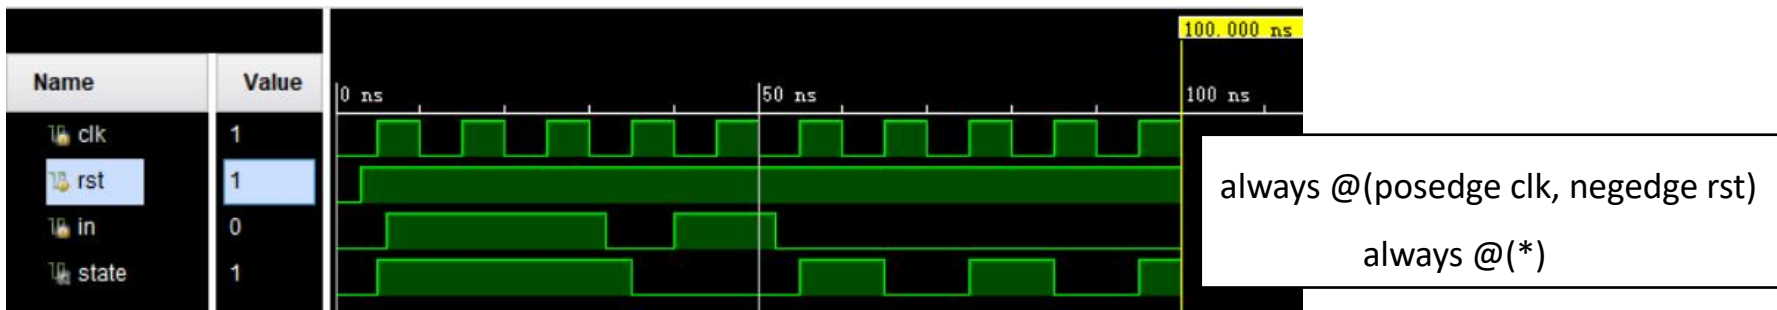 100.000 ns
Name Value
0 ns 50 ns 100 ns
clk 1
rst 1
in 0
state 1
always @(posedge clk, negedge rst)
always @(*)